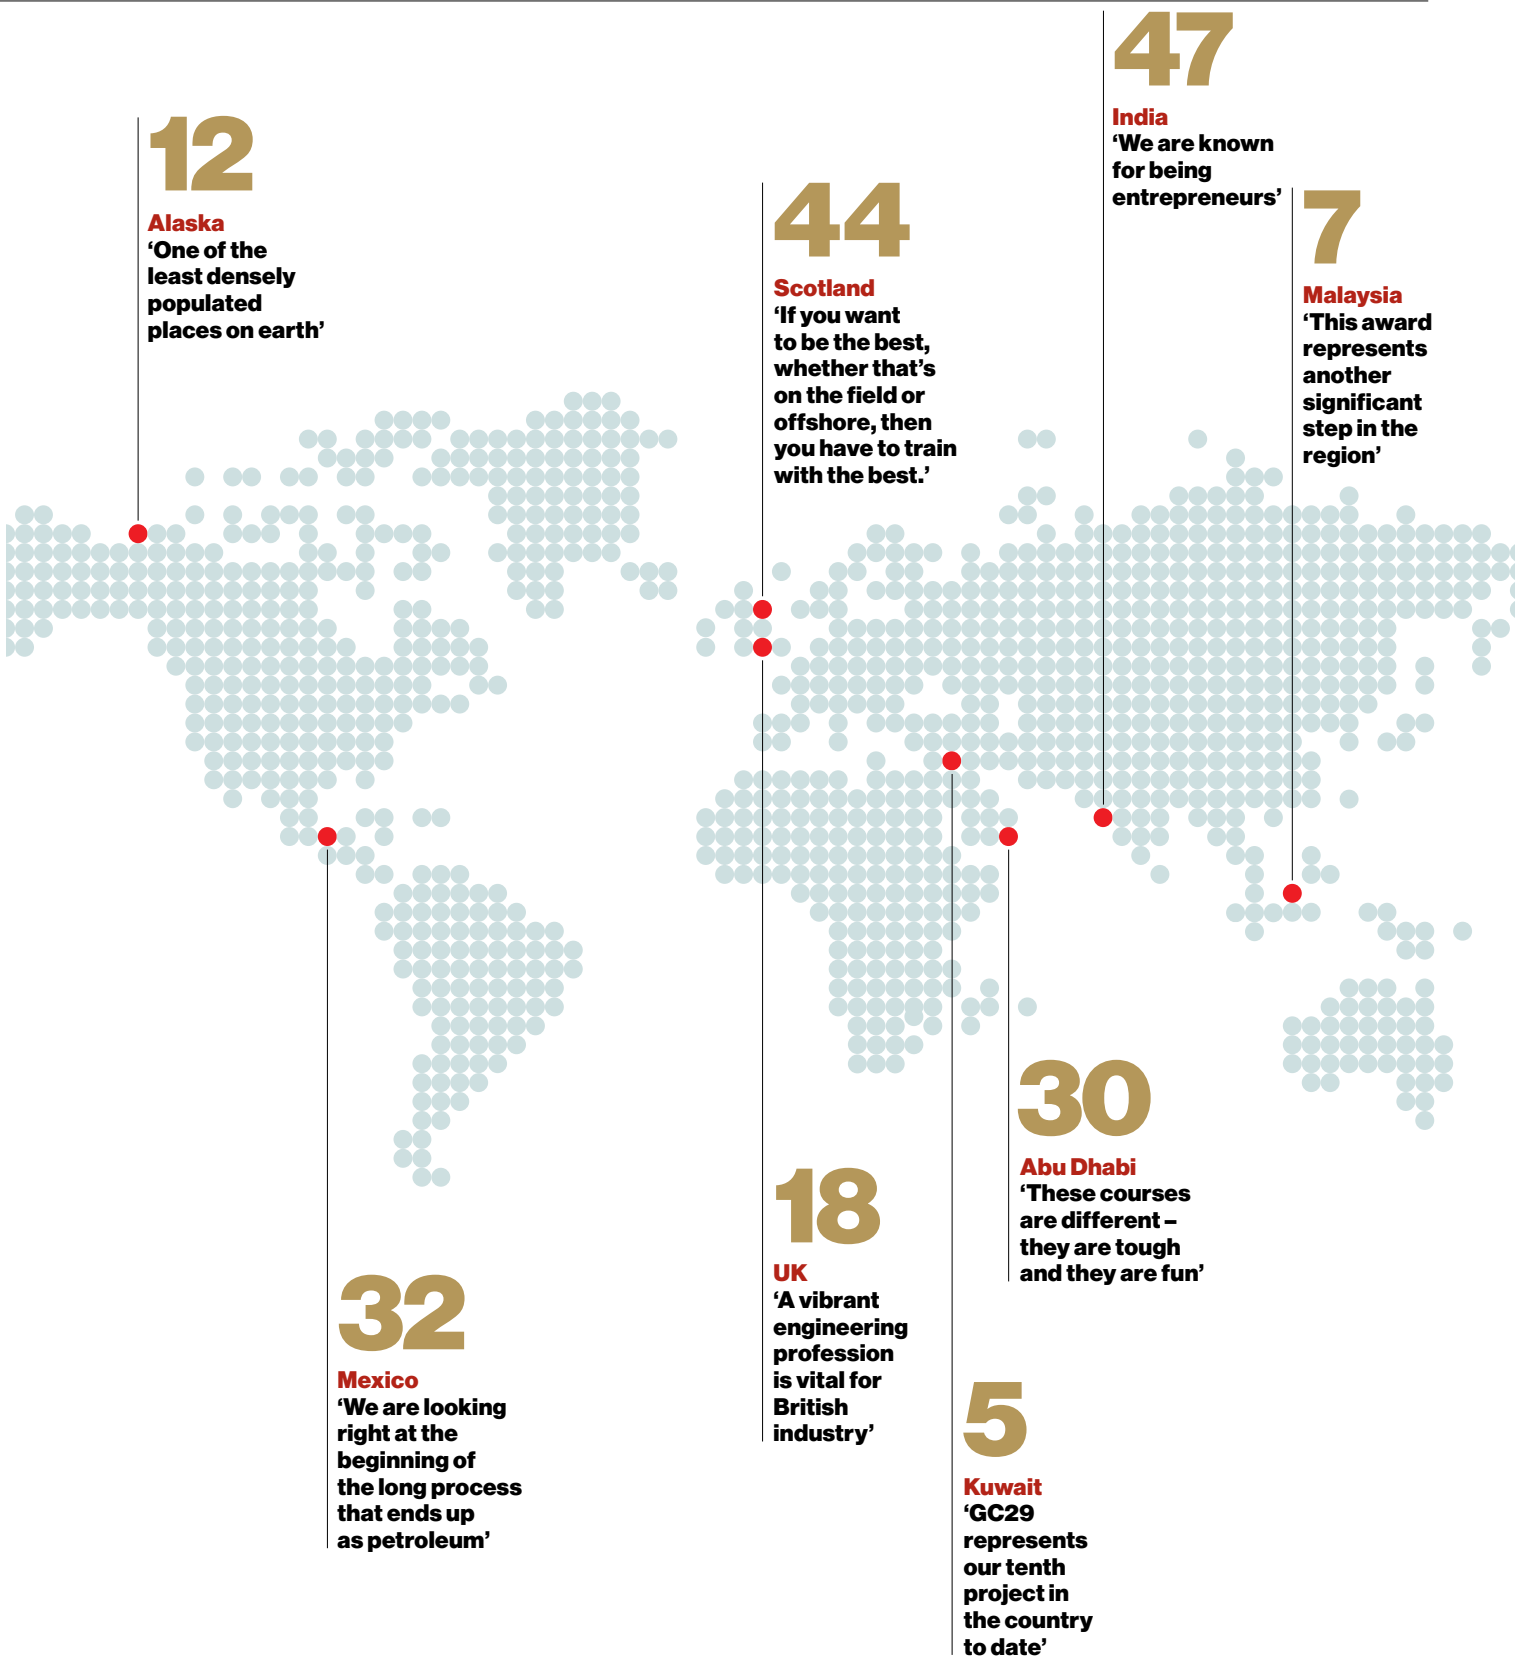 47
India
‘We are known
for being
entrepreneurs’
12
Alaska
‘One of the
least densely
populated
places on earth’
44
Scotland
‘If you want
to be the best,
whether that’s
on the field or
offshore, then
you have to train
with the best.’
7
Malaysia
‘This award
represents
another
significant
step in the
region’
30
Abu Dhabi
‘These courses
are different –
they are tough
and they are fun’
18
UK
‘A vibrant
engineering
profession
is vital for
British
industry’
32
Mexico
‘We are looking
right at the
beginning of
the long process
that ends up
as petroleum’
5
Kuwait
‘GC29
represents
our tenth
project in
the country
to date’